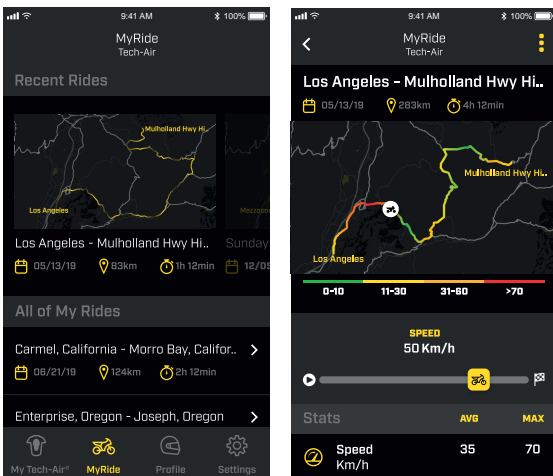 9:41 AM
100%
MyRide
Tech-Air
Recent Rides
Mulholland Hwy Hi..
Los Angeles
Los Angeles - Mulholland Hwy Hi..
Sunday
05/13/19
83km
1h 12min
12/05
All of My Rides
Carmel, California - Morro Bay, Califor..
06/21/19
124km
2h 12min
Enterprise, Oregon - Joseph, Oregon
My Tech-Air®
MyRide
Profile
Settings
9:41 AM
100%
MyRide
Tech-Air
Los Angeles - Mulholland Hwy Hi..
05/13/19
283km
4h 12min
Mulholland Hwy Hi..
Los Angeles
0-10
11-30
31-60
>70
SPEED
50 Km/h
Stats
AVG
MAX
Speed
35
70
Km/h